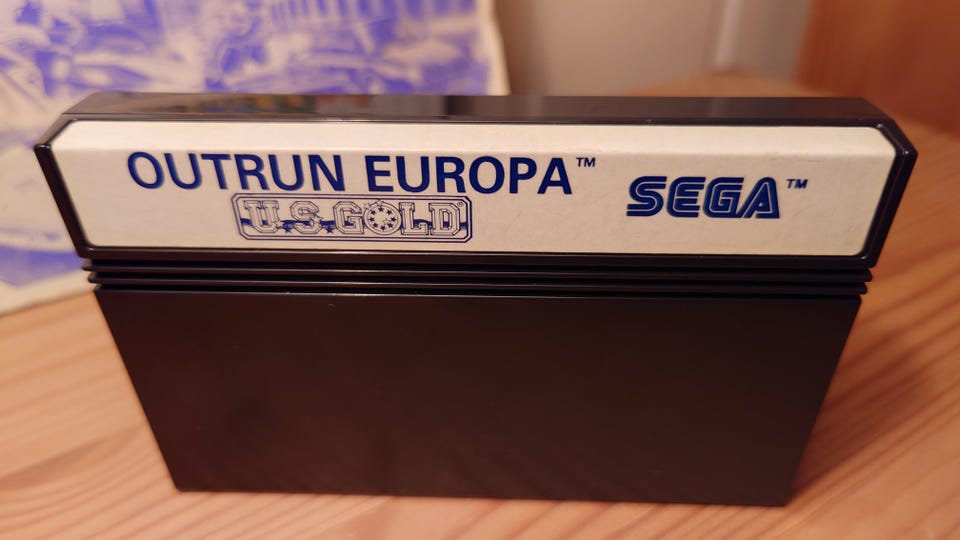 OUTRUN EUROPA™
U.S. GOLD®
SEGA™